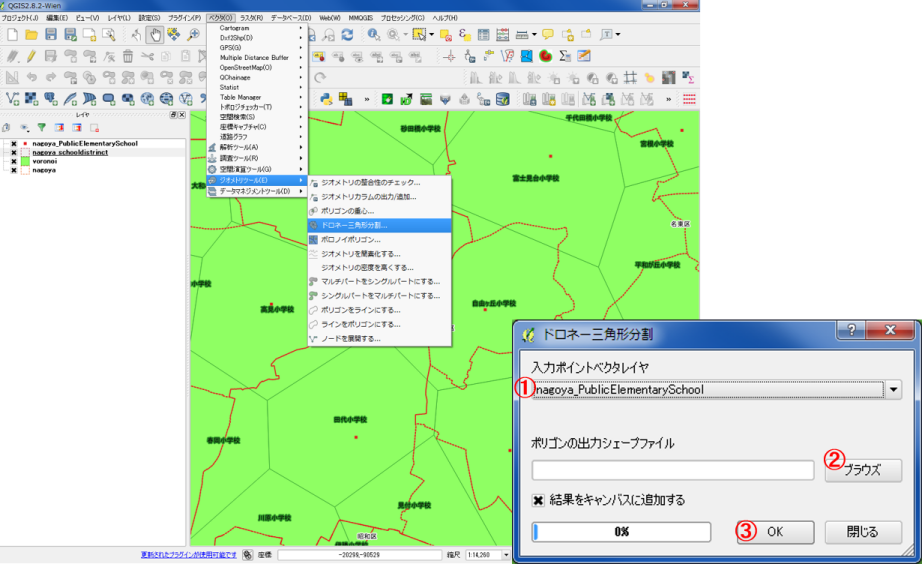 QGIS2.8.2-Wien
プロジェクト(J) 編集(E) ビュー(V) レイヤ(L) 設定(S) プラグイン(P) ベクタ(O) ラスタ(R) データベース(D) Web(W) MMQGIS プロセッシング(C) ヘルプ(H)
Cartogram
Dxf2Shp(D)
GPS(G)
Multiple Distance Buffer
OpenStreetMap(O)
QChainage
Statist
Table Manager
トポロジチェッカー(T)
空間検索(S)
座標キャプチャ(C)
道路グラフ
解析ツール(A)
調査ツール(R)
空間演算ツール(G)
ジオメトリツール(E)
データマネジメントツール(D)
ジオメトリの整合性のチェック...
ジオメトリカラムの出力/追加...
ポリゴンの重心...
ドロネー三角形分割...
ボロノイポリゴン...
ジオメトリを簡素化する...
ジオメトリの密度を高くする...
マルチパートをシングルパートにする...
シングルパートをマルチパートにする...
ポリゴンをラインにする...
ラインをポリゴンにする...
ノードを展開する...
レイヤ
nagoya_PublicElementarySchool
nagoya_schooldistrinct
voronoi
nagoya
砂田橋小学校
千代田橋小学校
宮根小学校
富士見台小学校
名東区
平和が丘小学校
大和
小学校
高見小学校
自由ヶ丘小学校
区
田代小学校
春岡小学校
見付小学校
川原小学校
昭和区
更新されたプラグインが使用可能です
座標
-20295,-90529
縮尺
1:14,260
ドロネー三角形分割
入力ポイントベクタレイヤ
① nagoya_PublicElementarySchool
ポリゴンの出力シェープファイル
② ブラウズ
結果をキャンバスに追加する
0%
③ OK
閉じる